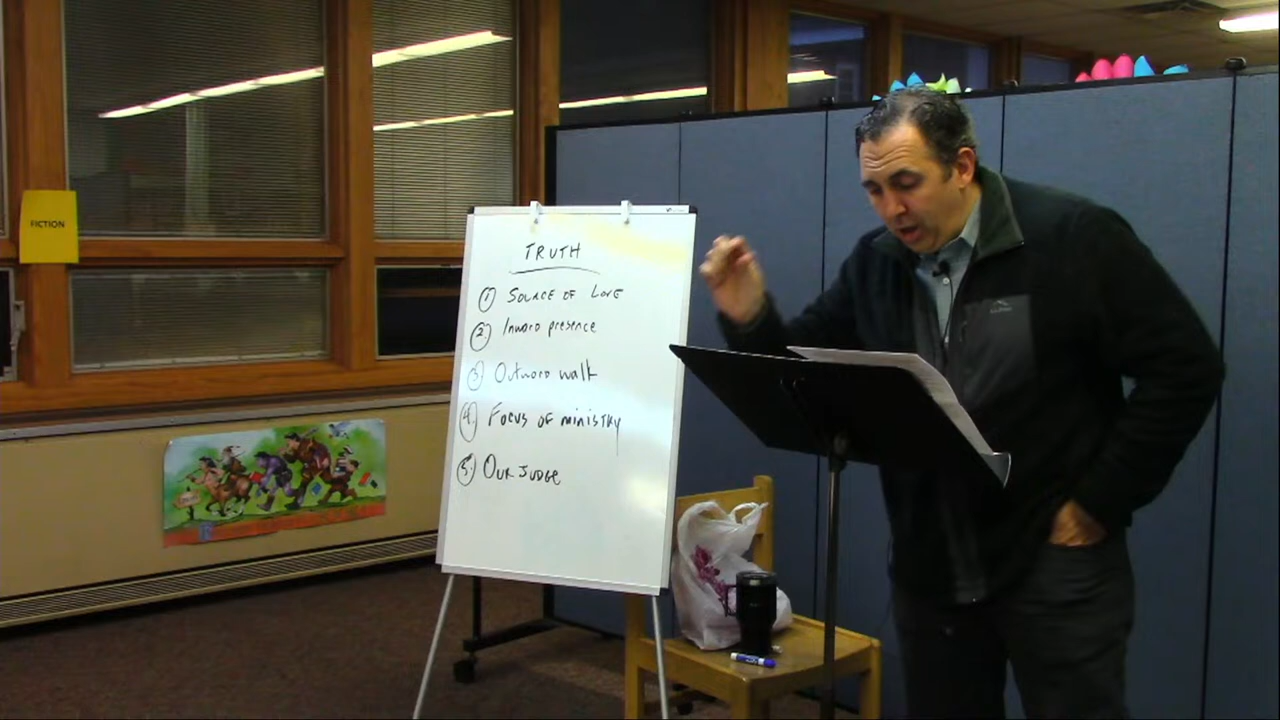 FICTION
TRUTH
1 SOURCE OF LOVE
2 Inward presence
3 Outward walk
4. Focus of ministry
5. OUR JUDGE